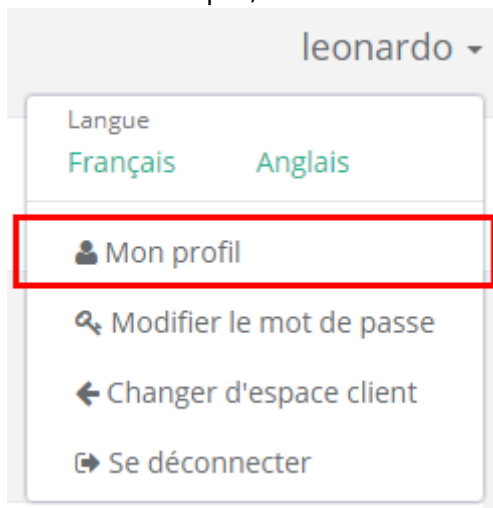 leonardo
Langue
Français Anglais
Mon profil
Modifier le mot de passe
Changer d'espace client
Se déconnecter